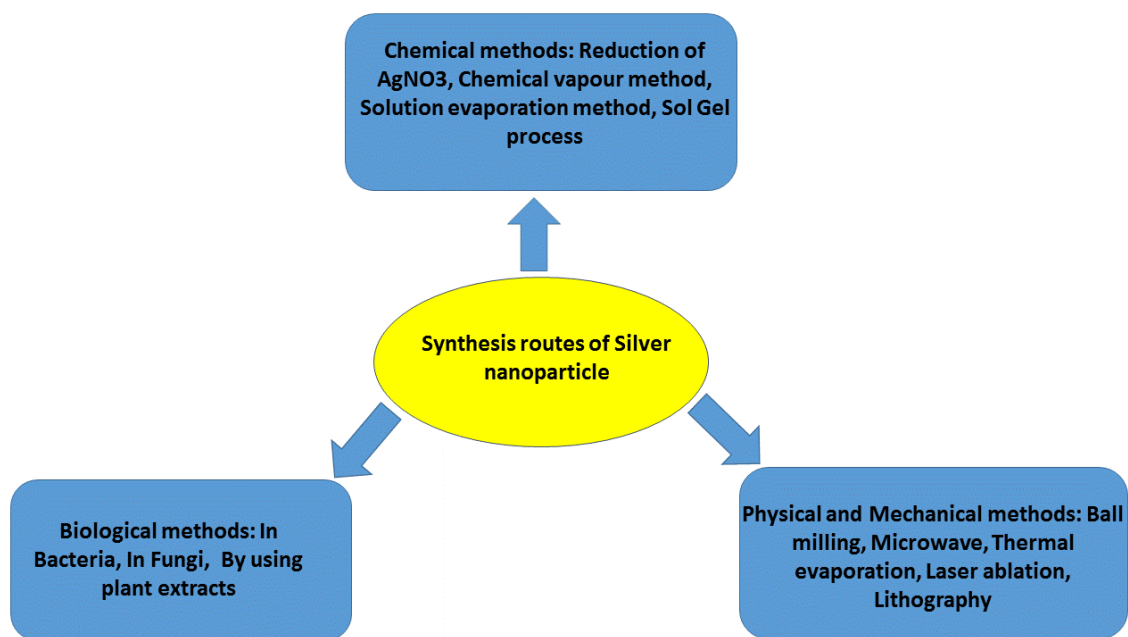 Chemical methods: Reduction of
AgNO3, Chemical vapour method,
Solution evaporation method, Sol Gel
process
Synthesis routes of Silver
nanoparticle
Biological methods: In
Bacteria, In Fungi, By using
plant extracts
Physical and Mechanical methods: Ball
milling, Microwave, Thermal
evaporation, Laser ablation,
Lithography